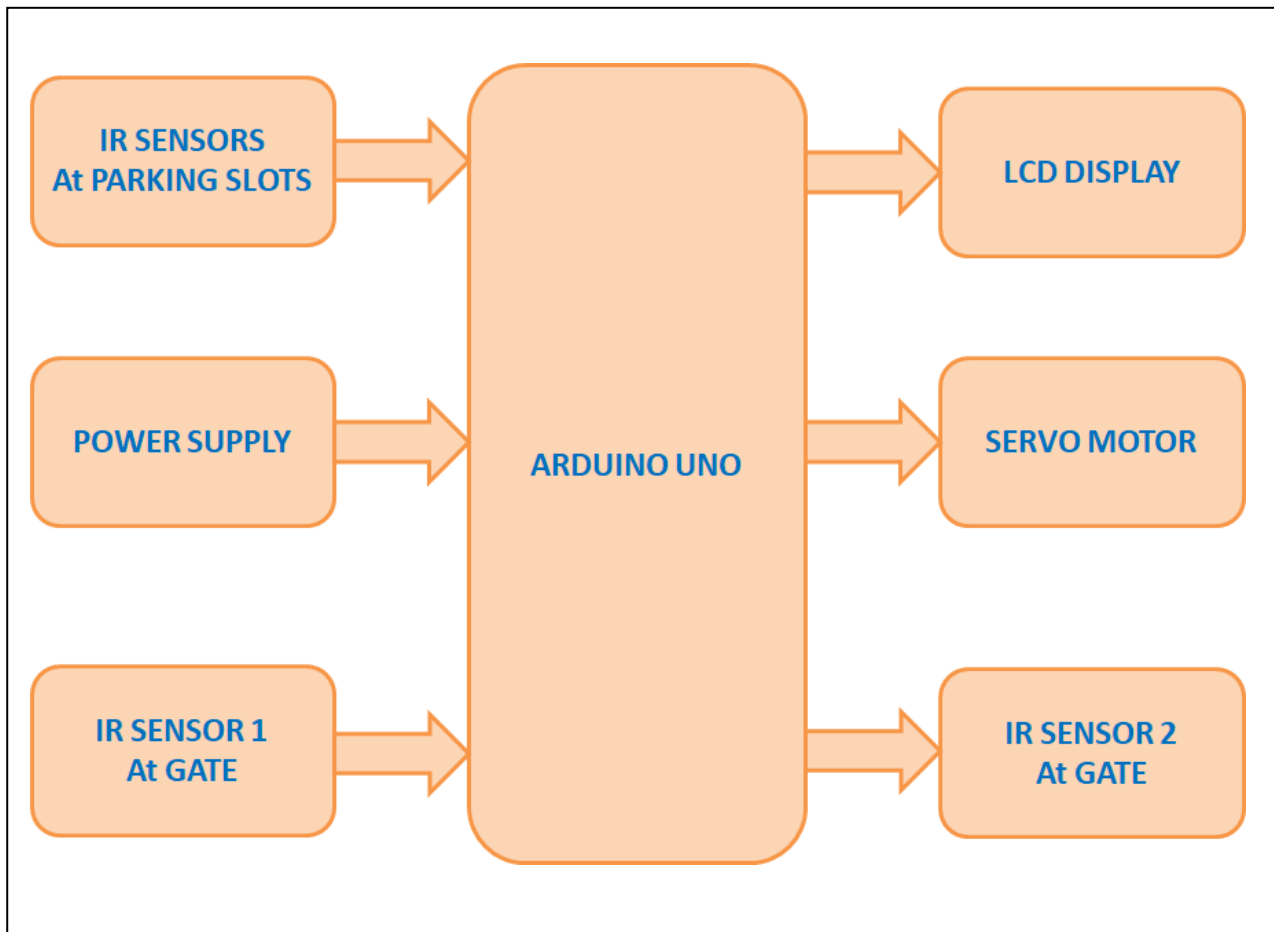 IR SENSORS
At PARKING SLOTS
LCD DISPLAY
POWER SUPPLY
ARDUINO UNO
SERVO MOTOR
IR SENSOR 1
At GATE
IR SENSOR 2
At GATE